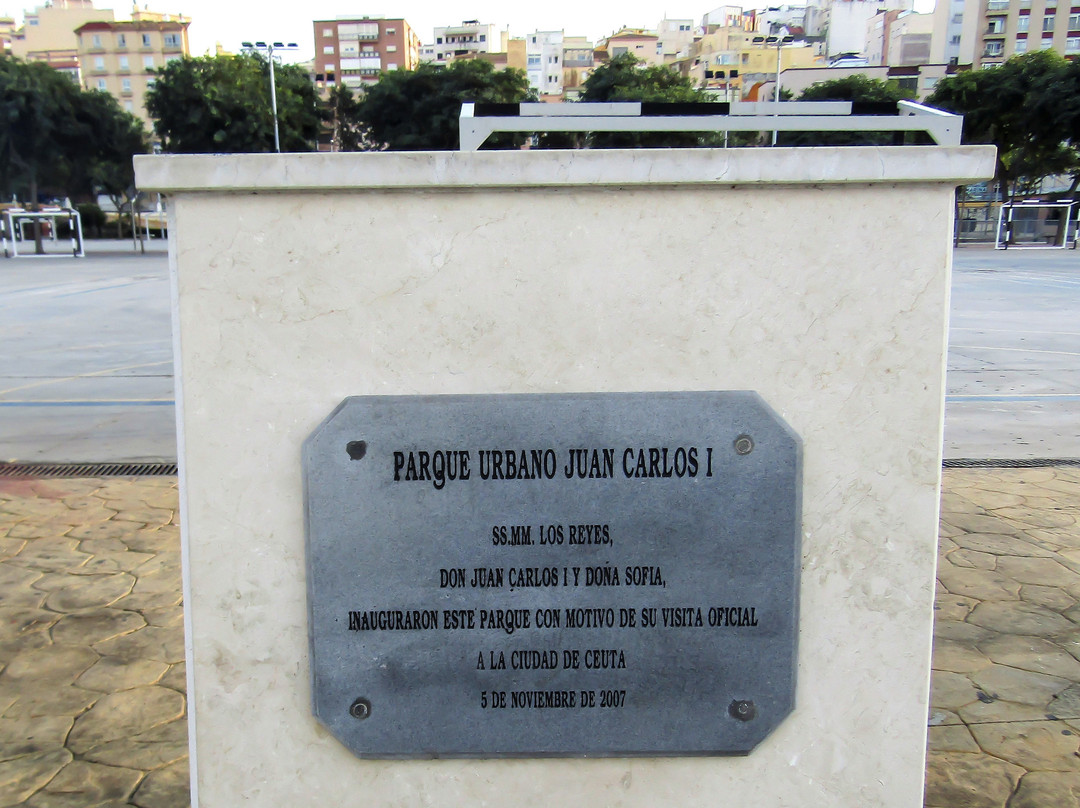 PARQUE URBANO JUAN CARLOS I
SS.MM. LOS REYES,
DON JUAN CARLOS I Y DOÑA SOFIA,
INAUGURARON ESTE PARQUE CON MOTIVO DE SU VISITA OFICIAL
A LA CIUDAD DE CEUTA
5 DE NOVIEMBRE DE 2007